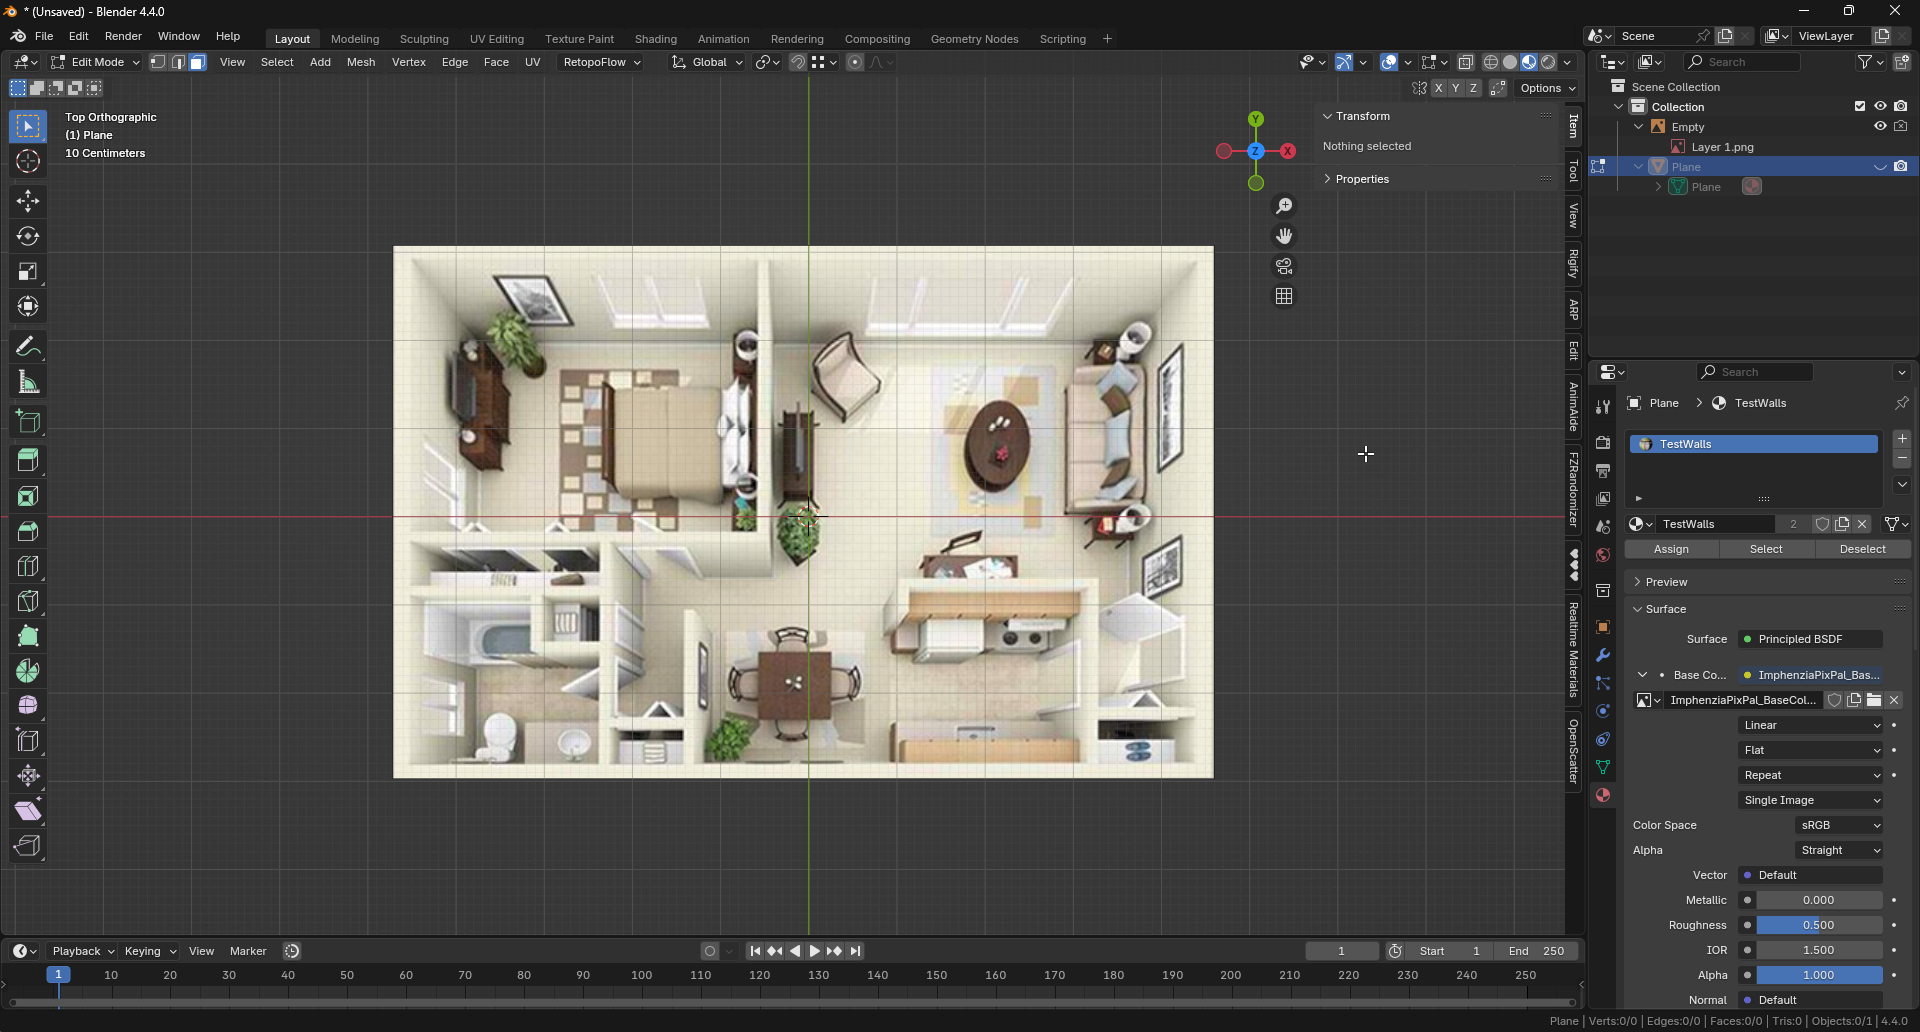 * (Unsaved) - Blender 4.4.0
File Edit Render Window Help
Layout Modeling Sculpting UV Editing Texture Paint Shading Animation Rendering Compositing Geometry Nodes Scripting +
Scene
ViewLayer
Edit Mode View Select Add Mesh Vertex Edge Face UV RetopoFlow Global
X Y Z Options
Top Orthographic
(1) Plane
10 Centimeters
Y
Z
X
Transform
Nothing selected
Properties
Item
Tool
View
Rigify
ARP
Edit
AnimAide
FZRandomizer
Realtime Materials
OpenScatter
Search
Scene Collection
Collection
Empty
Layer 1.png
Plane
Plane
Search
Plane > TestWalls
TestWalls
TestWalls 2
Assign Select Deselect
Preview
Surface
Surface Principled BSDF
Base Co... ImphenziaPixPal_Bas...
ImphenziaPixPal_BaseCol...
Linear
Flat
Repeat
Single Image
Color Space sRGB
Alpha Straight
Vector Default
Metallic 0.000
Roughness 0.500
IOR 1.500
Alpha 1.000
Normal Default
Playback Keying View Marker
1 Start 1 End 250
1 10 20 30 40 50 60 70 80 90 100 110 120 130 140 150 160 170 180 190 200 210 220 230 240 250
Plane | Verts:0/0 | Edges:0/0 | Faces:0/0 | Tris:0 | Objects:0/1 | 4.4.0